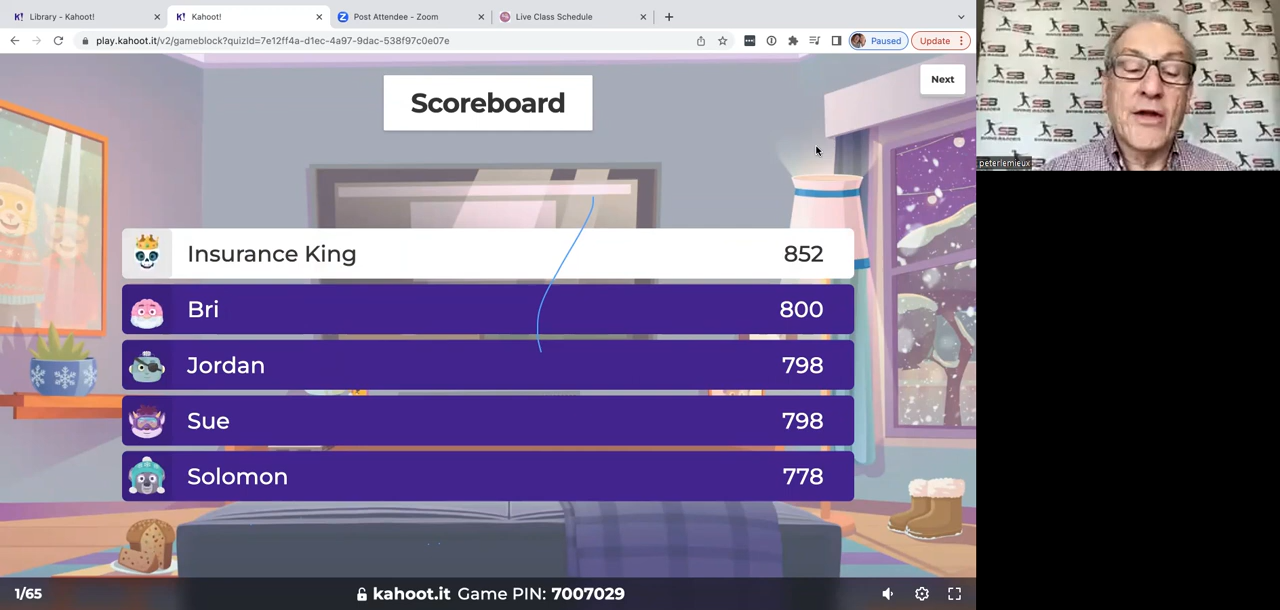 Library - Kahoot!
Kahoot!
Post Attendee - Zoom
Live Class Schedule
play.kahoot.it/v2/gameblock?quizId=7e12ff4a-d1ec-4a97-9dac-538f97c0e07e
Paused
Update
Scoreboard
Next
peterlemieux
Insurance King 852
Bri 800
Jordan 798
Sue 798
Solomon 778
1/65
kahoot.it Game PIN: 7007029